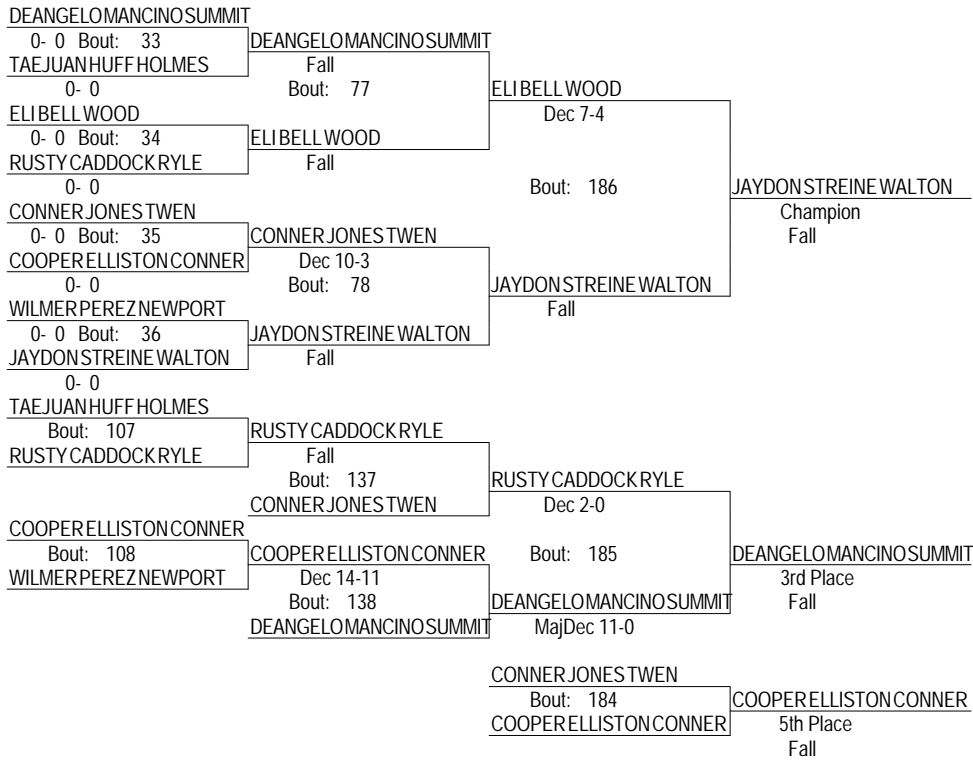 DEANGELO MANCINO SUMMIT
0- 0 Bout: 33 DEANGELO MANCINO SUMMIT
TAEJUAN HUFF HOLMES Fall
0- 0 Bout: 77 ELI BELL WOOD
ELI BELL WOOD Dec 7-4
0- 0 Bout: 34 ELI BELL WOOD
RUSTY CADDOCK RYLE Fall
0- 0 Bout: 186 JAYDON STREINE WALTON
CONNER JONES TWEN Champion
0- 0 Bout: 35 CONNER JONES TWEN Fall
COOPER ELLISTON CONNER Dec 10-3
0- 0 Bout: 78 JAYDON STREINE WALTON
WILMER PEREZ NEWPORT Fall
0- 0 Bout: 36 JAYDON STREINE WALTON
JAYDON STREINE WALTON Fall
0- 0
TAEJUAN HUFF HOLMES
Bout: 107 RUSTY CADDOCK RYLE
RUSTY CADDOCK RYLE Fall
Bout: 137 RUSTY CADDOCK RYLE
CONNER JONES TWEN Dec 2-0
COOPER ELLISTON CONNER
Bout: 108 COOPER ELLISTON CONNER Bout: 185 DEANGELO MANCINO SUMMIT
WILMER PEREZ NEWPORT Dec 14-11 3rd Place
Bout: 138 DEANGELO MANCINO SUMMIT Fall
DEANGELO MANCINO SUMMIT MajDec 11-0
CONNER JONES TWEN
Bout: 184 COOPER ELLISTON CONNER
COOPER ELLISTON CONNER 5th Place
Fall